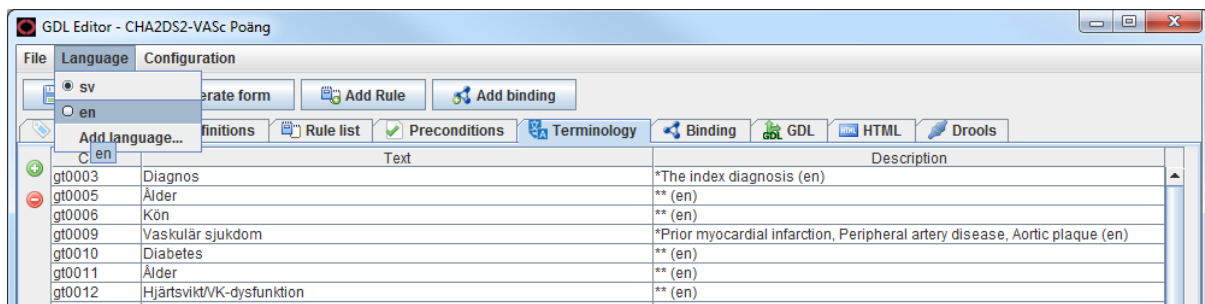 GDL Editor - CHA2DS2-VASc Poäng
File Language Configuration
sv
erate form Add Rule Add binding
en
finitions Rule list Preconditions Terminology Binding GDL HTML Drools
Add language...
en
Text Description
gt0003 Diagnos *The index diagnosis (en)
gt0005 Ålder ** (en)
gt0006 Kön ** (en)
gt0009 Vaskulär sjukdom *Prior myocardial infarction, Peripheral artery disease, Aortic plaque (en)
gt0010 Diabetes ** (en)
gt0011 Ålder ** (en)
gt0012 Hjärtsvikt/VK-dysfunktion ** (en)